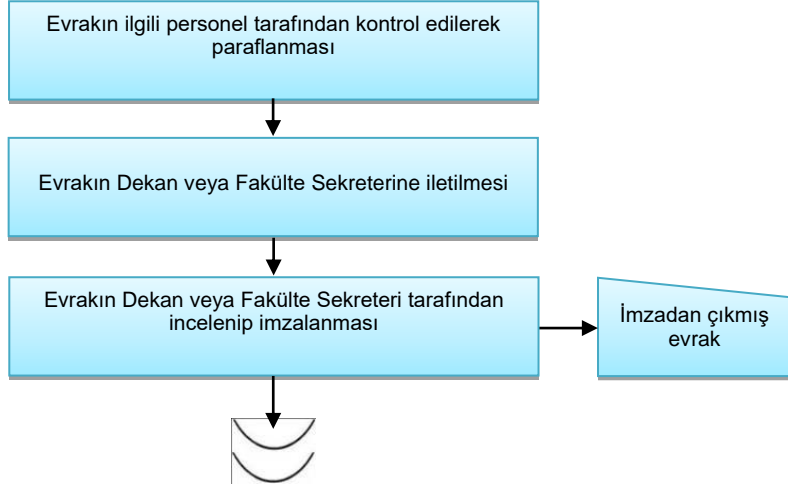 Evrakın ilgili personel tarafından kontrol edilerek
paraflanması
Evrakın Dekan veya Fakülte Sekreterine iletilmesi
Evrakın Dekan veya Fakülte Sekreteri tarafından
incelenip imzalanması
İmzadan çıkmış
evrak